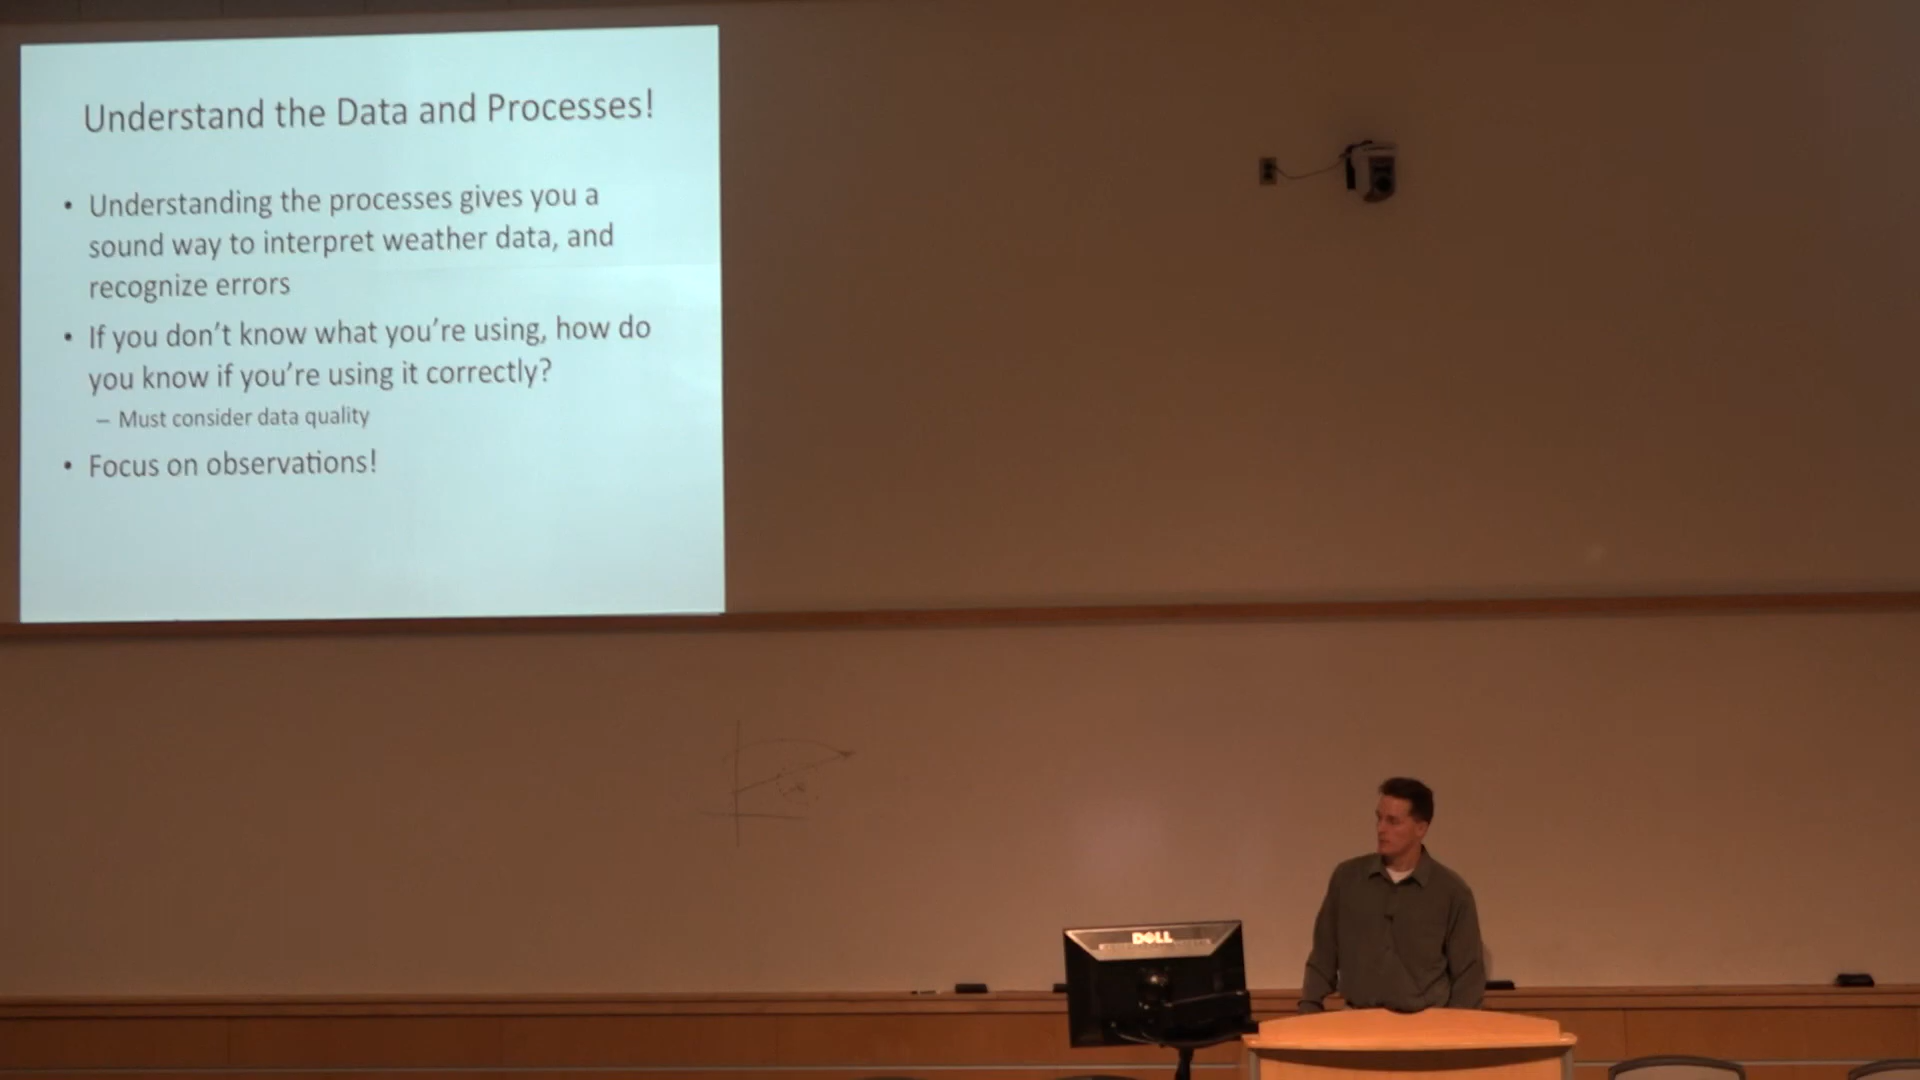 Understand the Data and Processes!
• Understanding the processes gives you a
sound way to interpret weather data, and
recognize errors
• If you don't know what you're using, how do
you know if you're using it correctly?
– Must consider data quality
• Focus on observations!
DELL